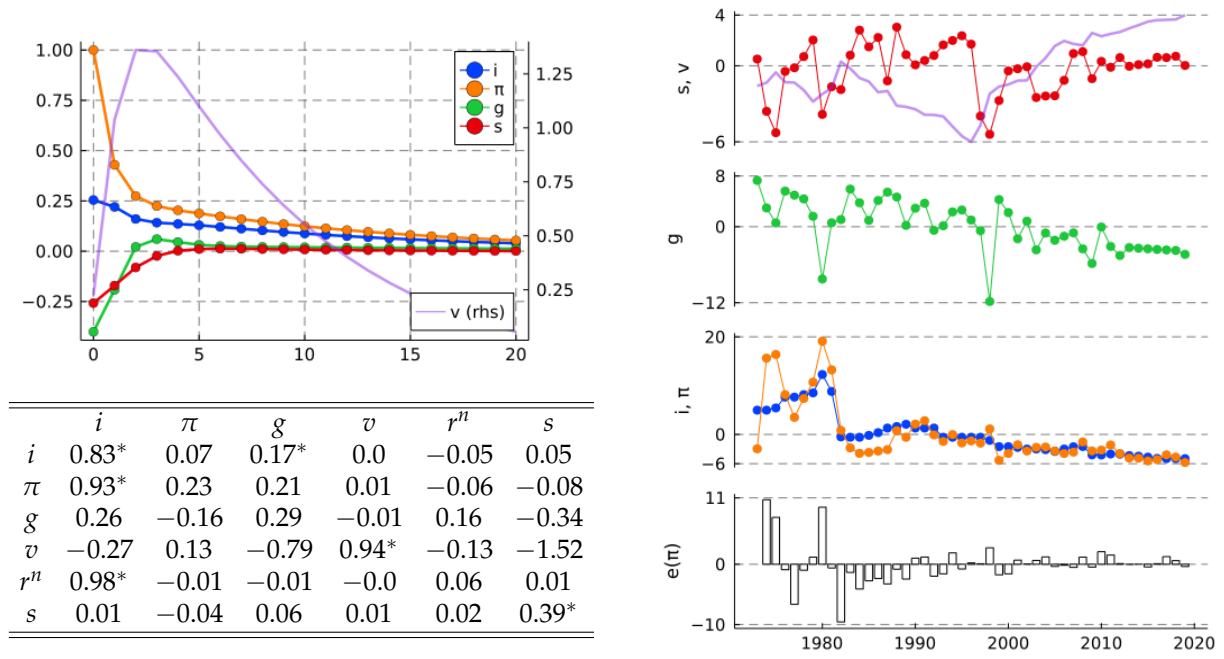 1.00
0.75
0.50
0.25
0.00
−0.25
0
5
10
15
20
1.25
1.00
0.75
0.50
0.25
i
π
g
s
v (rhs)
i π g v rⁿ s
i 0.83* 0.07 0.17* 0.0 −0.05 0.05
π 0.93* 0.23 0.21 0.01 −0.06 −0.08
g 0.26 −0.16 0.29 −0.01 0.16 −0.34
v −0.27 0.13 −0.79 0.94* −0.13 −1.52
rⁿ 0.98* −0.01 −0.01 −0.0 0.06 0.01
s 0.01 −0.04 0.06 0.01 0.02 0.39*
s, v
4
0
−6
g
8
0
−12
i, π
20
0
−6
e(π)
11
0
−10
1980
1990
2000
2010
2020